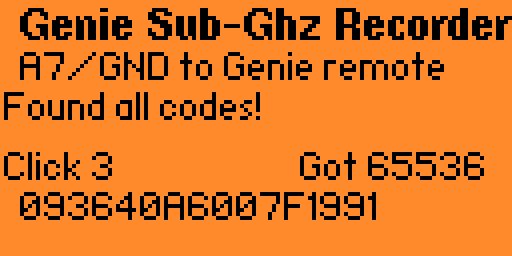 Genie Sub-Ghz Recorder
A7/GND to Genie remote
Found all codes!
Click 3 Got 65536
093640A6007F1991